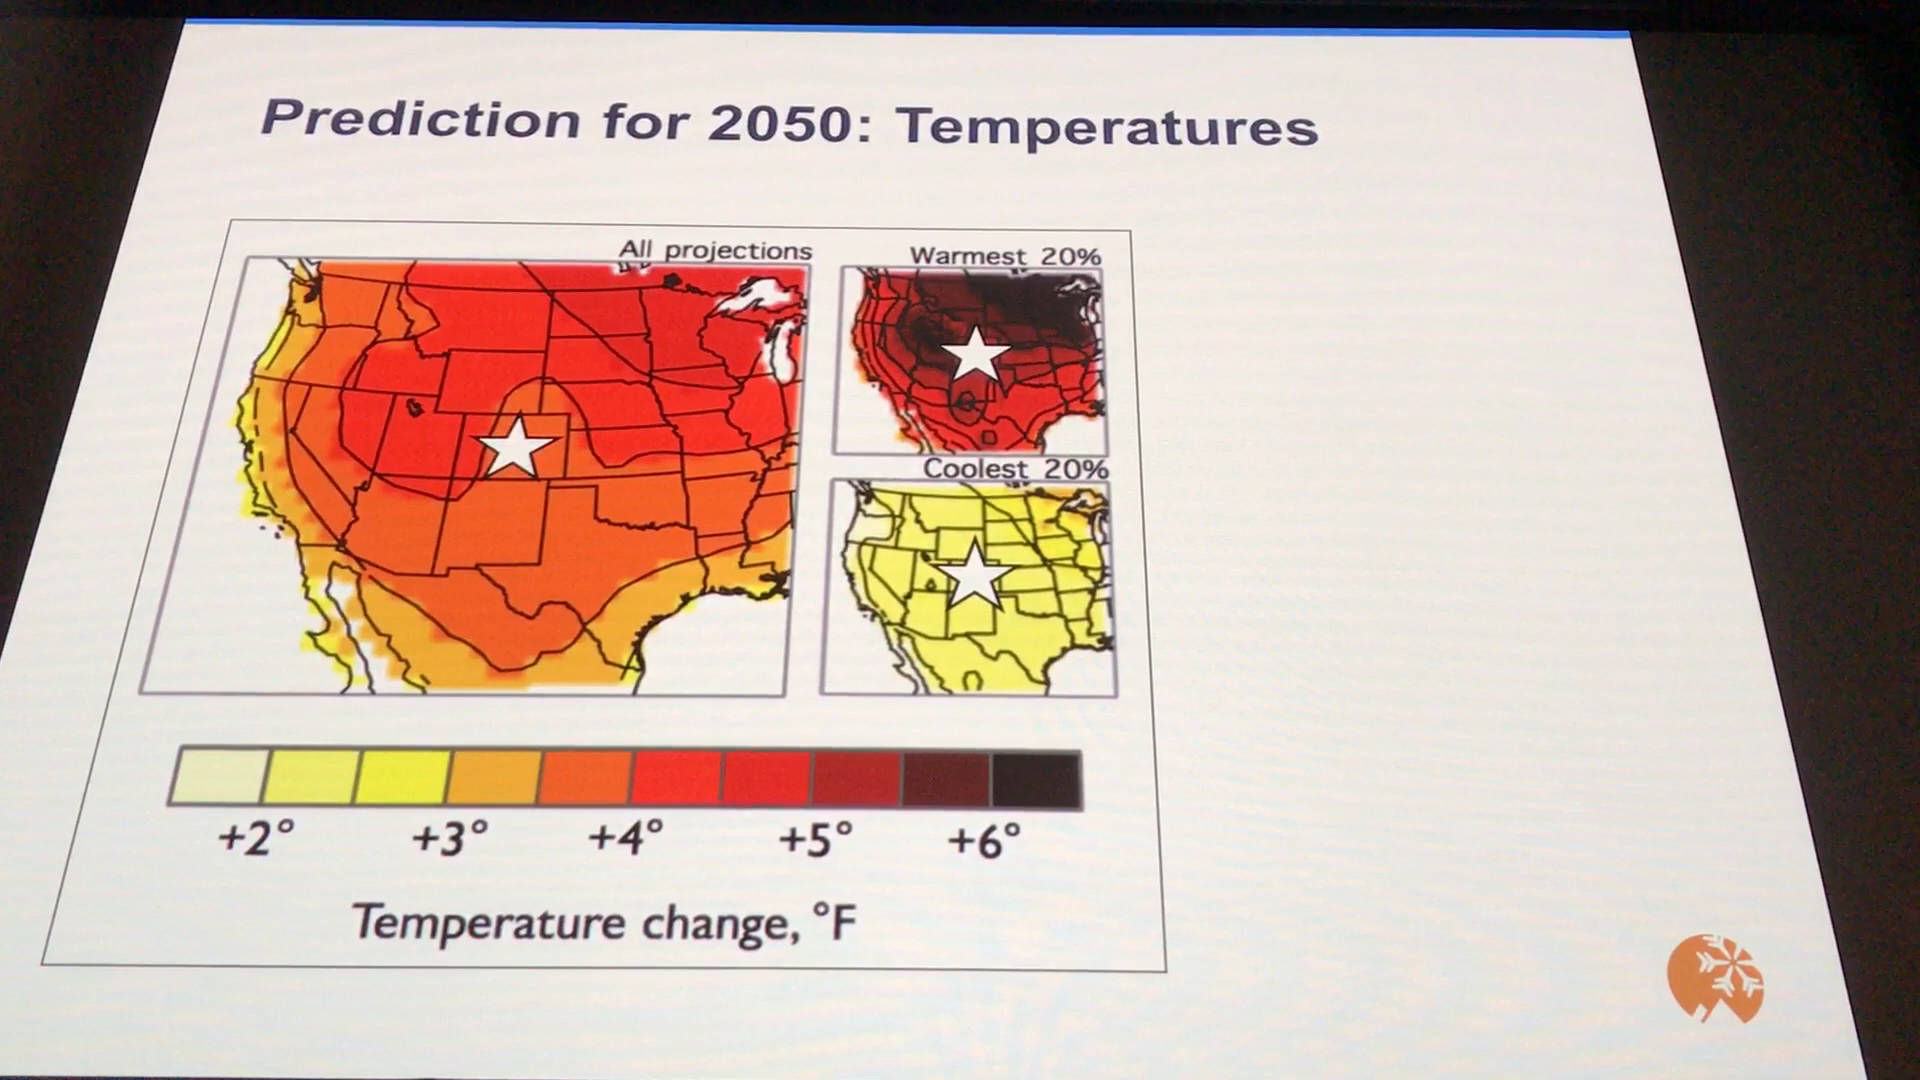 Prediction for 2050: Temperatures
All projections
Warmest 20%
Coolest 20%
+2° +3° +4° +5° +6°
Temperature change, °F